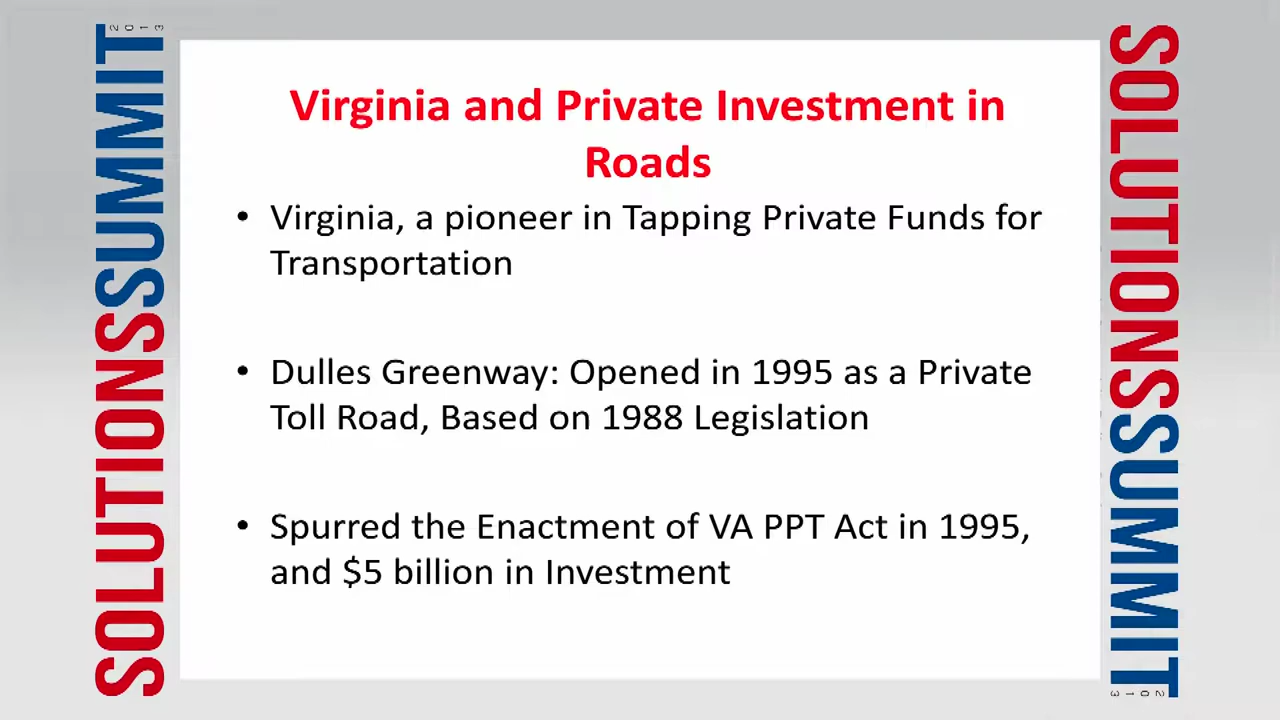 SOLUTIONSSUMMIT
2013
Virginia and Private Investment in
Roads
• Virginia, a pioneer in Tapping Private Funds for
Transportation
• Dulles Greenway: Opened in 1995 as a Private
Toll Road, Based on 1988 Legislation
• Spurred the Enactment of VA PPT Act in 1995,
and $5 billion in Investment
SOLUTIONSSUMMIT
2013